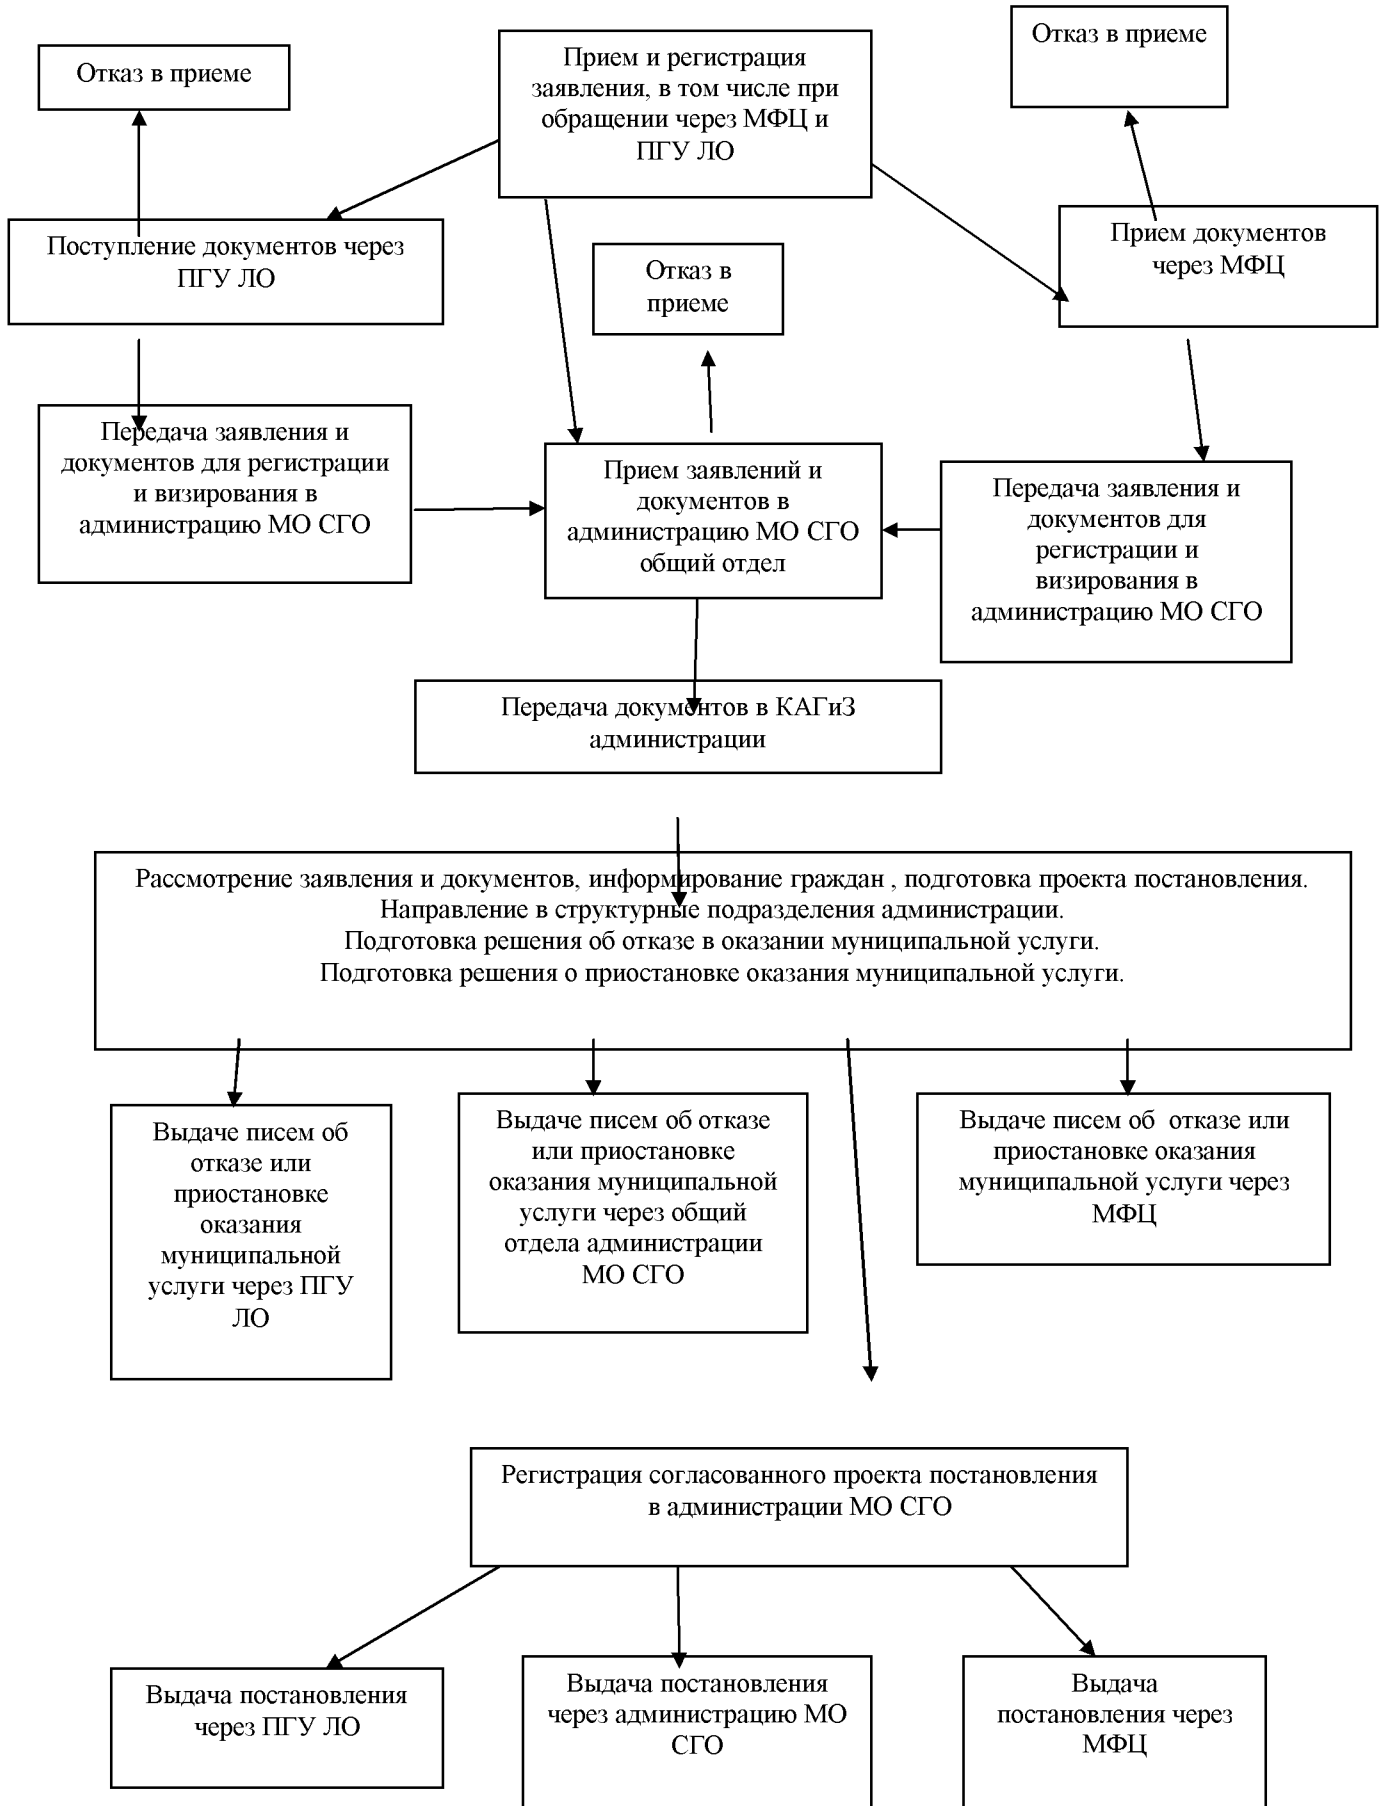 Отказ в приеме
Прием и регистрация
заявления, в том числе при
обращении через МФЦ и
ПГУ ЛО
Отказ в приеме
Поступление документов через
ПГУ ЛО
Отказ в
приеме
Прием документов
через МФЦ
Передача заявления и
документов для регистрации
и визирования в
администрацию МО СГО
Прием заявлений и
документов в
администрацию МО СГО
общий отдел
Передача заявления и
документов для
регистрации и
визирования в
администрацию МО СГО
Передача документов в КАГиЗ
администрации
Рассмотрение заявления и документов, информирование граждан , подготовка проекта постановления.
Направление в структурные подразделения администрации.
Подготовка решения об отказе в оказании муниципальной услуги.
Подготовка решения о приостановке оказания муниципальной услуги.
Выдаче писем об
отказе или
приостановке
оказания
муниципальной
услуги через ПГУ
ЛО
Выдаче писем об отказе
или приостановке
оказания муниципальной
услуги через общий
отдела администрации
МО СГО
Выдаче писем об  отказе или
приостановке оказания
муниципальной услуги через
МФЦ
Регистрация согласованного проекта постановления
в администрации МО СГО
Выдача постановления
через ПГУ ЛО
Выдача постановления
через администрацию МО
СГО
Выдача
постановления через
МФЦ